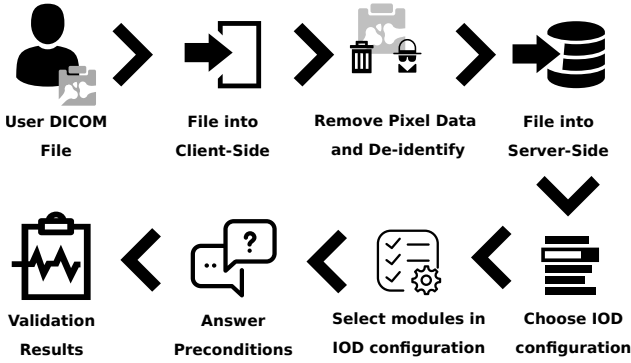 User DICOM
File
File into
Client-Side
Remove Pixel Data
and De-identify
File into
Server-Side
Choose IOD
configuration
Select modules in
IOD configuration
?
Answer
Preconditions
Validation
Results